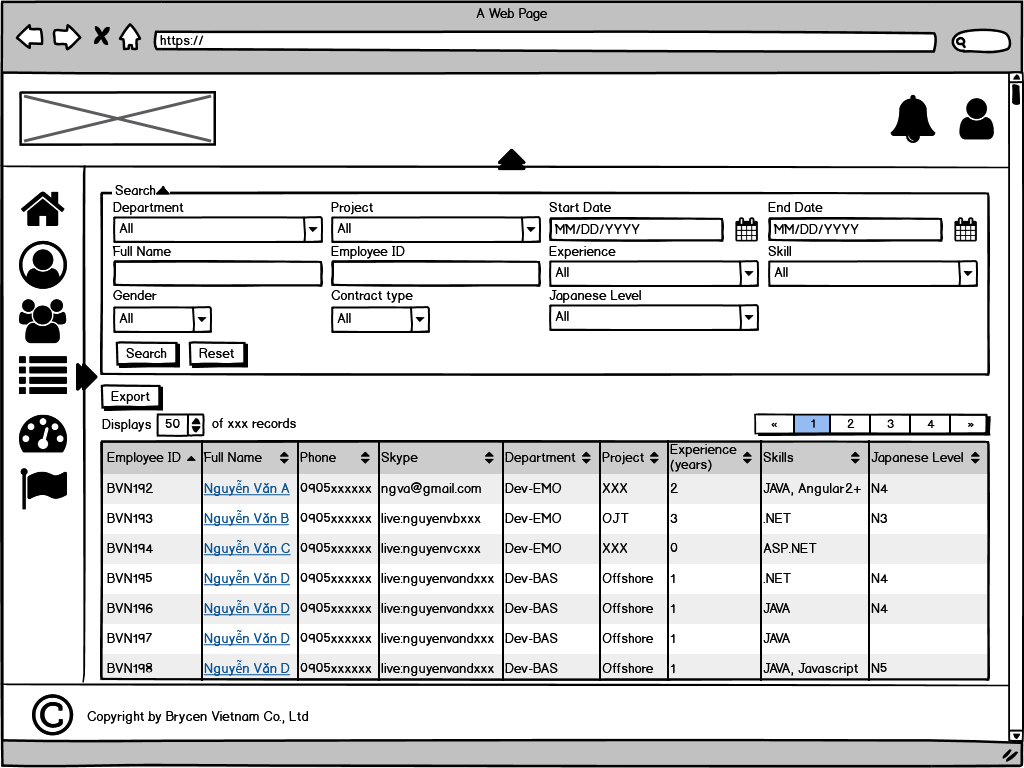 A Web Page
https://
Search
Department Project Start Date End Date
All All MM/DD/YYYY MM/DD/YYYY
Full Name Employee ID Experience Skill
All All
Gender Contract type Japanese Level
All All All
Search Reset
Export
Displays 50 of xxx records « 1 2 3 4 »
Employee ID Full Name Phone Skype Department Project Experience (years) Skills Japanese Level
BVN192 Nguyễn Văn A 0905xxxxxx ngva@gmail.com Dev-EMO XXX 2 JAVA, Angular2+ N4
BVN193 Nguyễn Văn B 0905xxxxxx live:nguyenvbxxx Dev-EMO OJT 3 .NET N3
BVN194 Nguyễn Văn C 0905xxxxxx live:nguyenvcxxx Dev-EMO XXX 0 ASP.NET
BVN195 Nguyễn Văn D 0905xxxxxx live:nguyenvandxxx Dev-BAS Offshore 1 .NET N4
BVN196 Nguyễn Văn D 0905xxxxxx live:nguyenvandxxx Dev-BAS Offshore 1 JAVA N4
BVN197 Nguyễn Văn D 0905xxxxxx live:nguyenvandxxx Dev-BAS Offshore 1 JAVA
BVN198 Nguyễn Văn D 0905xxxxxx live:nguyenvandxxx Dev-BAS Offshore 1 JAVA, Javascript N5
© Copyright by Brycen Vietnam Co., Ltd